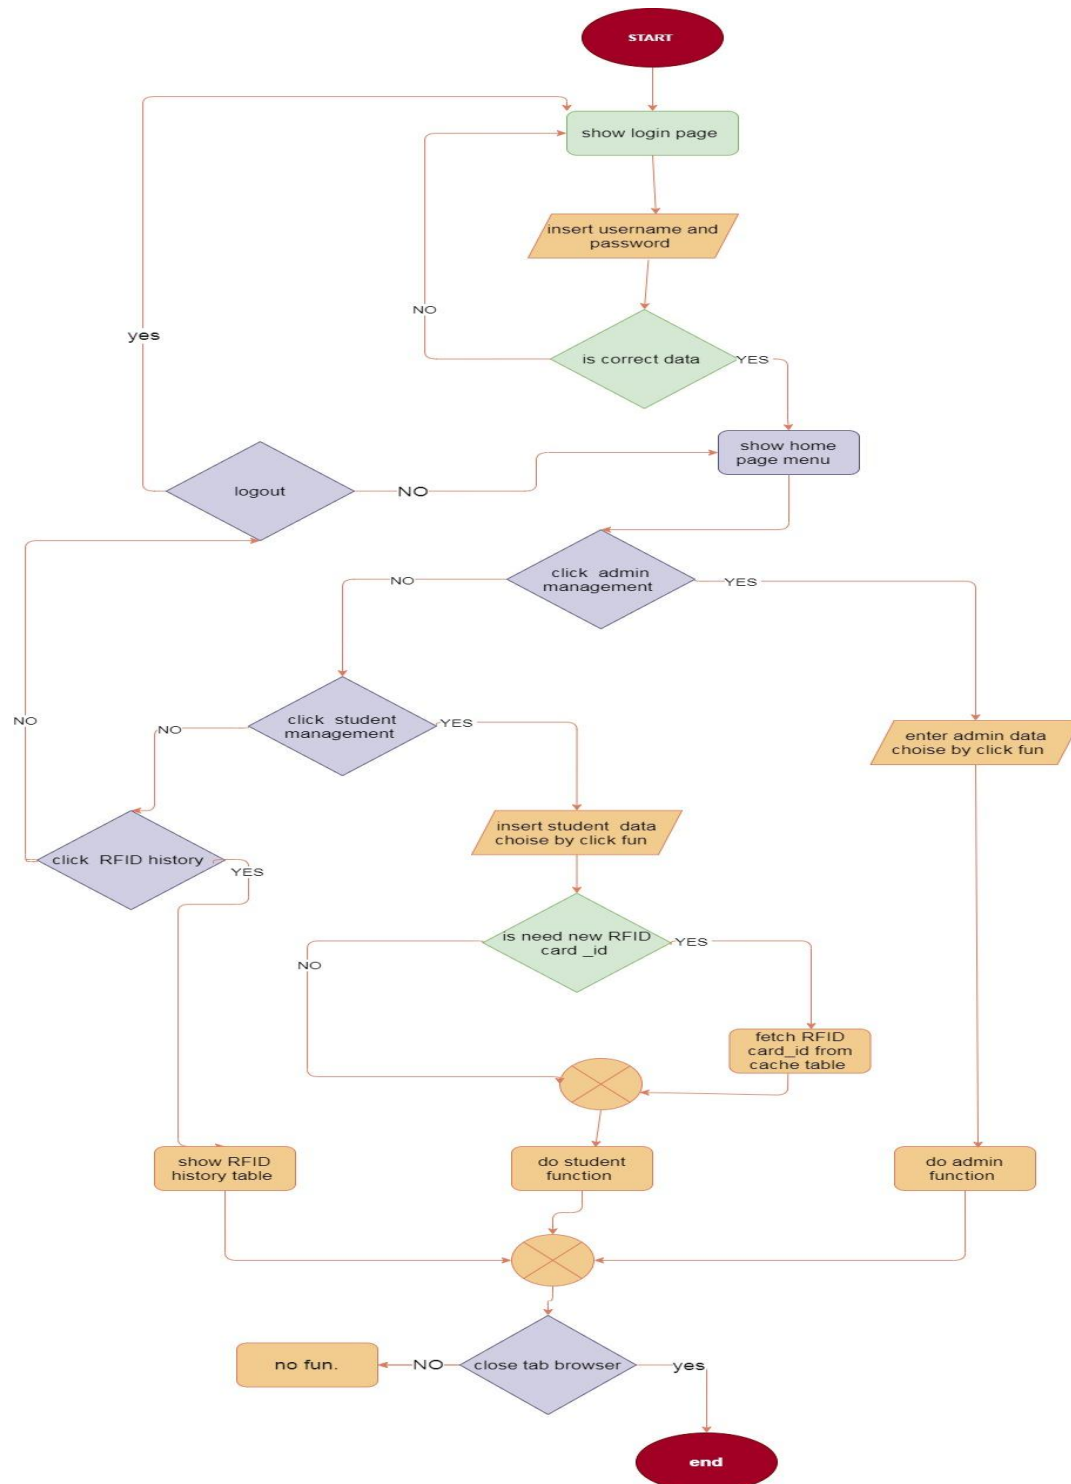 START
show login page
insert username and
password
NO
yes
is correct data
YES
show home
page menu
logout
NO
click admin
management
NO
YES
NO
click student
management
YES
NO
enter admin data
choise by click fun
insert student data
choise by click fun
click RFID history
YES
is need new RFID
card _id
YES
NO
fetch RFID
card_id from
cache table
show RFID
history table
do student
function
do admin
function
no fun.
NO
close tab browser
yes
end